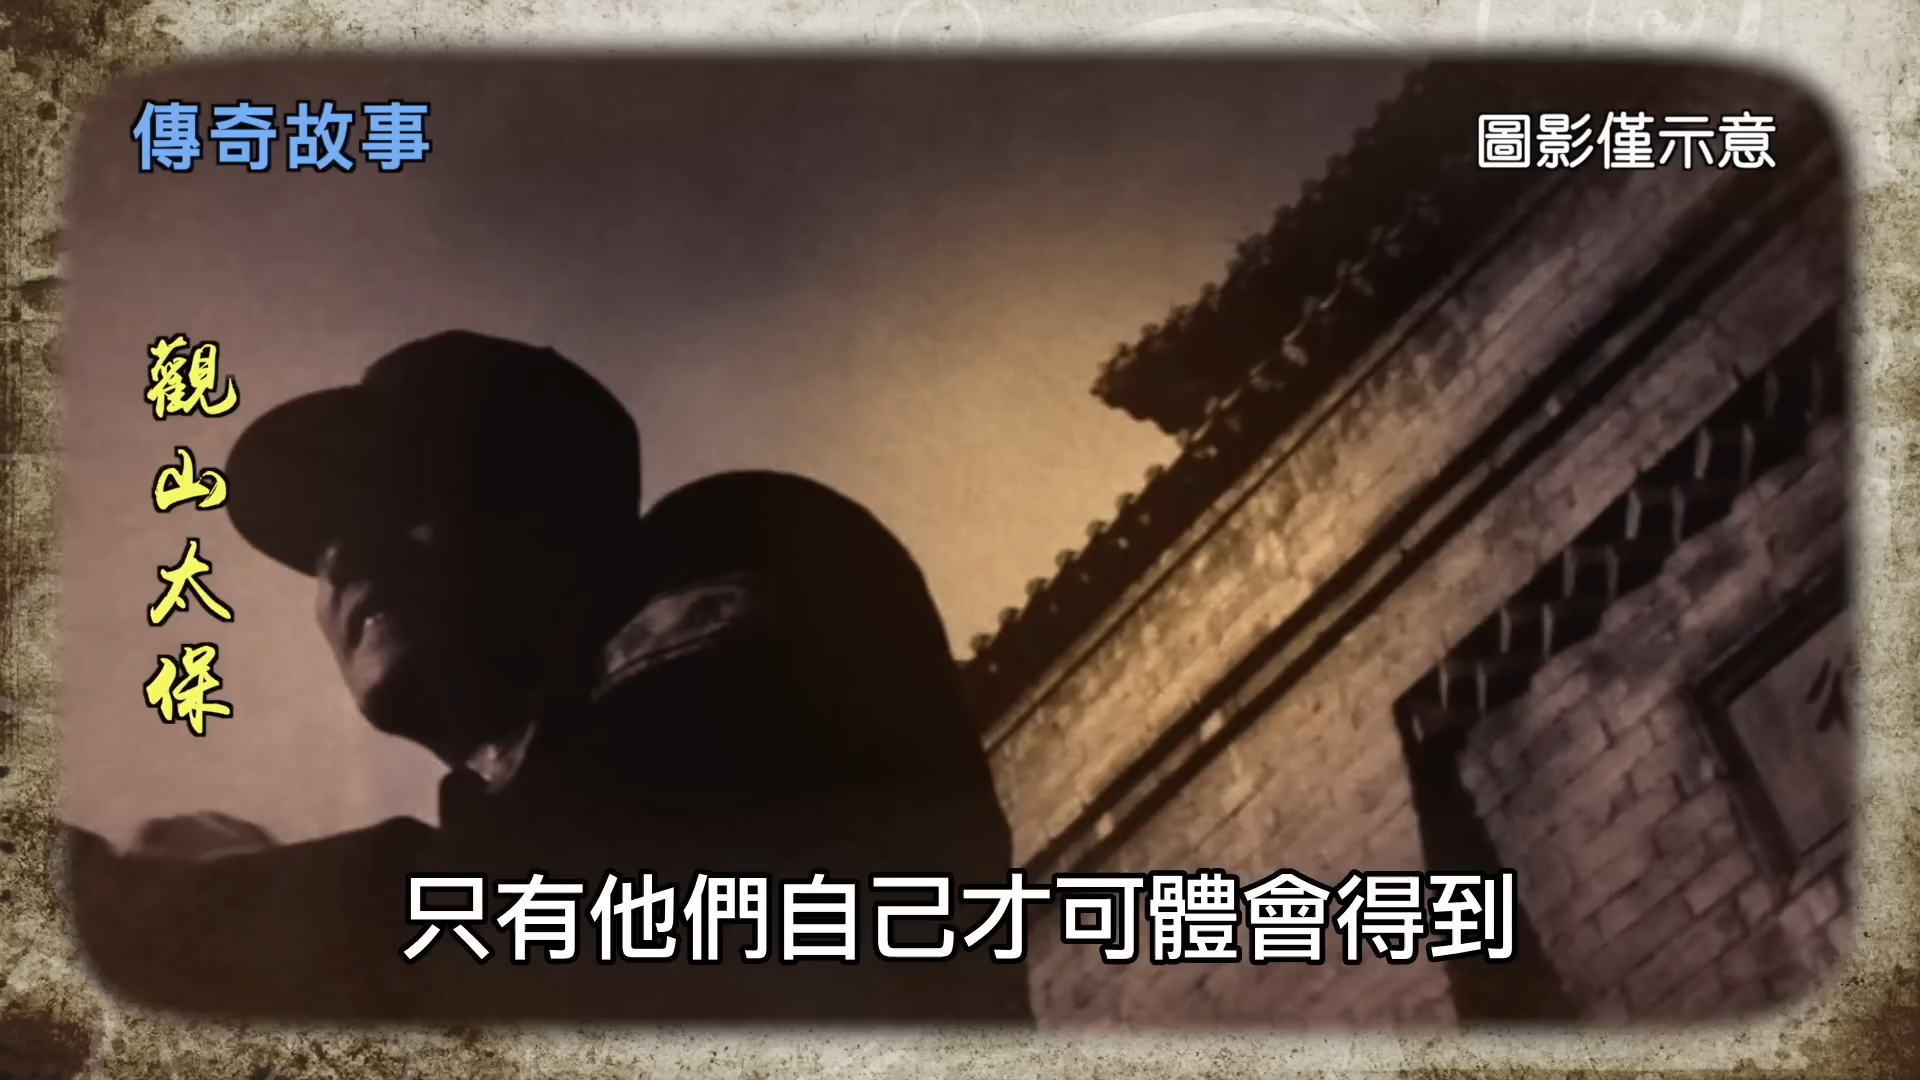 傳奇故事
圖影僅示意
觀山太保
只有他們自己才可體會得到